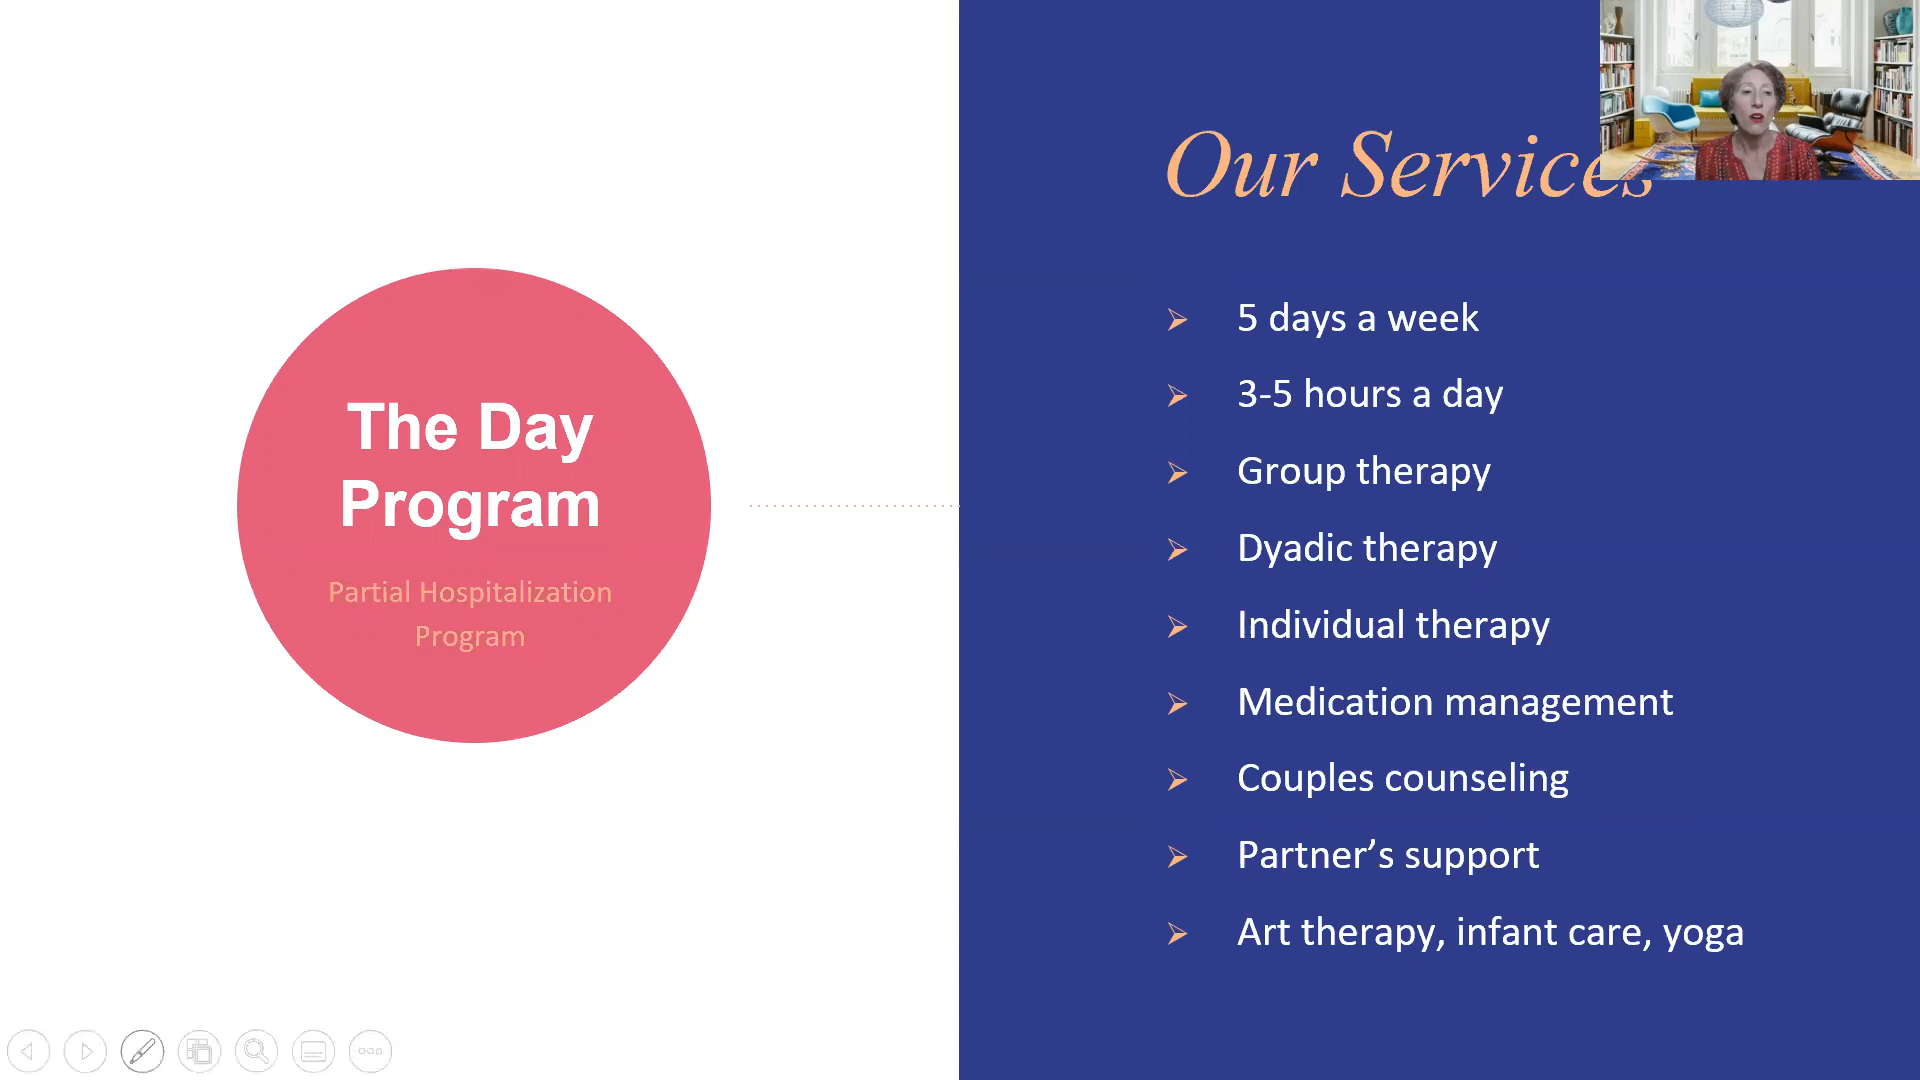 The Day
Program
Partial Hospitalization
Program
Our Services
5 days a week
3-5 hours a day
Group therapy
Dyadic therapy
Individual therapy
Medication management
Couples counseling
Partner’s support
Art therapy, infant care, yoga